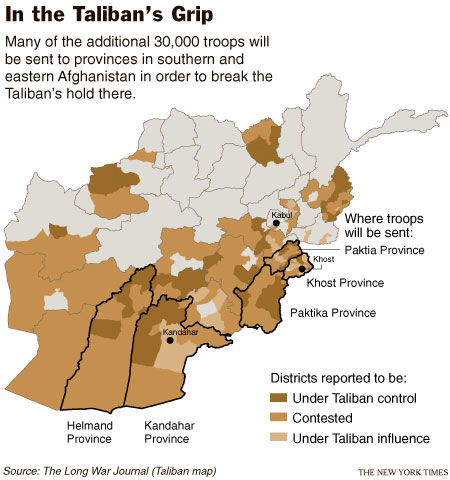 In the Taliban's Grip
Many of the additional 30,000 troops will
be sent to provinces in southern and
eastern Afghanistan in order to break the
Taliban's hold there.
Kabul
Where troops
will be sent:
Paktia Province
Khost
Khost Province
Paktika Province
Kandahar
Helmand
Province
Kandahar
Province
Districts reported to be:
Under Taliban control
Contested
Under Taliban influence
Source: The Long War Journal (Taliban map)
THE NEW YORK TIMES